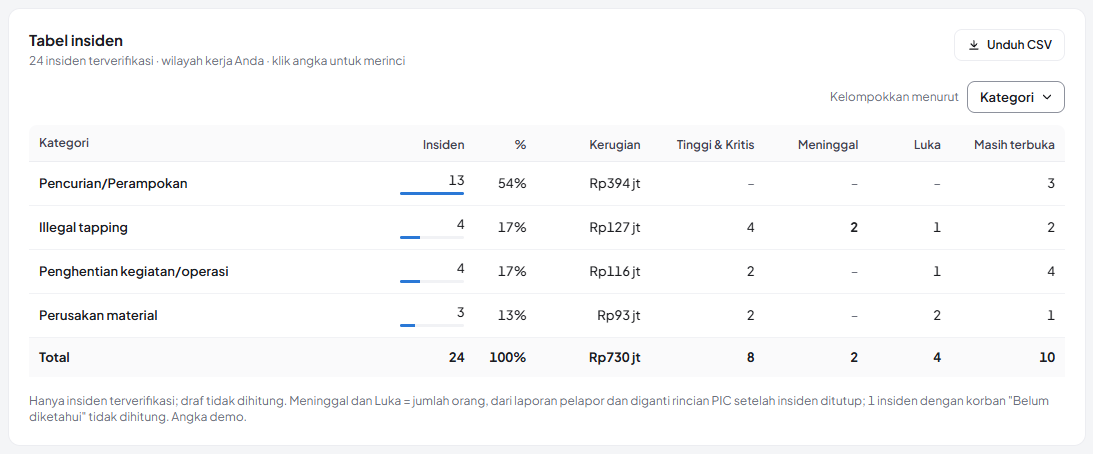 Tabel insiden
24 insiden terverifikasi · wilayah kerja Anda · klik angka untuk merinci
Unduh CSV
Kelompokkan menurut Kategori
Kategori Insiden % Kerugian Tinggi & Kritis Meninggal Luka Masih terbuka
Pencurian/Perampokan 13 54% Rp394 jt – – – 3
Illegal tapping 4 17% Rp127 jt 4 2 1 2
Penghentian kegiatan/operasi 4 17% Rp116 jt 2 – 1 4
Perusakan material 3 13% Rp93 jt 2 – 2 1
Total 24 100% Rp730 jt 8 2 4 10
Hanya insiden terverifikasi; draf tidak dihitung. Meninggal dan Luka = jumlah orang, dari laporan pelapor dan diganti rincian PIC setelah insiden ditutup; 1 insiden dengan korban "Belum
diketahui" tidak dihitung. Angka demo.